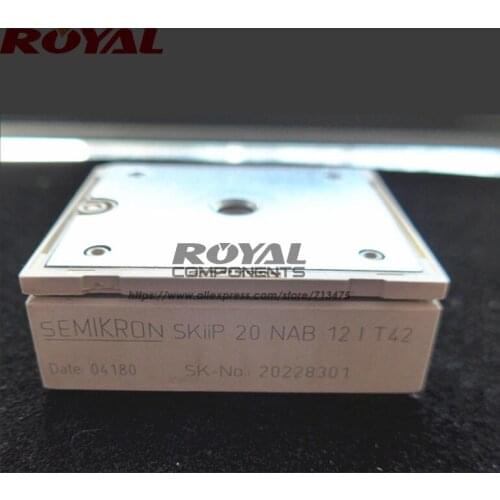 ROYAL
ROYAL
COMPONENTS
https://www.aliexpress.com/store/713475
SEMIKRON SKiiP 20 NAB 12 I T42
Date: 04180 SK-No.: 20228301